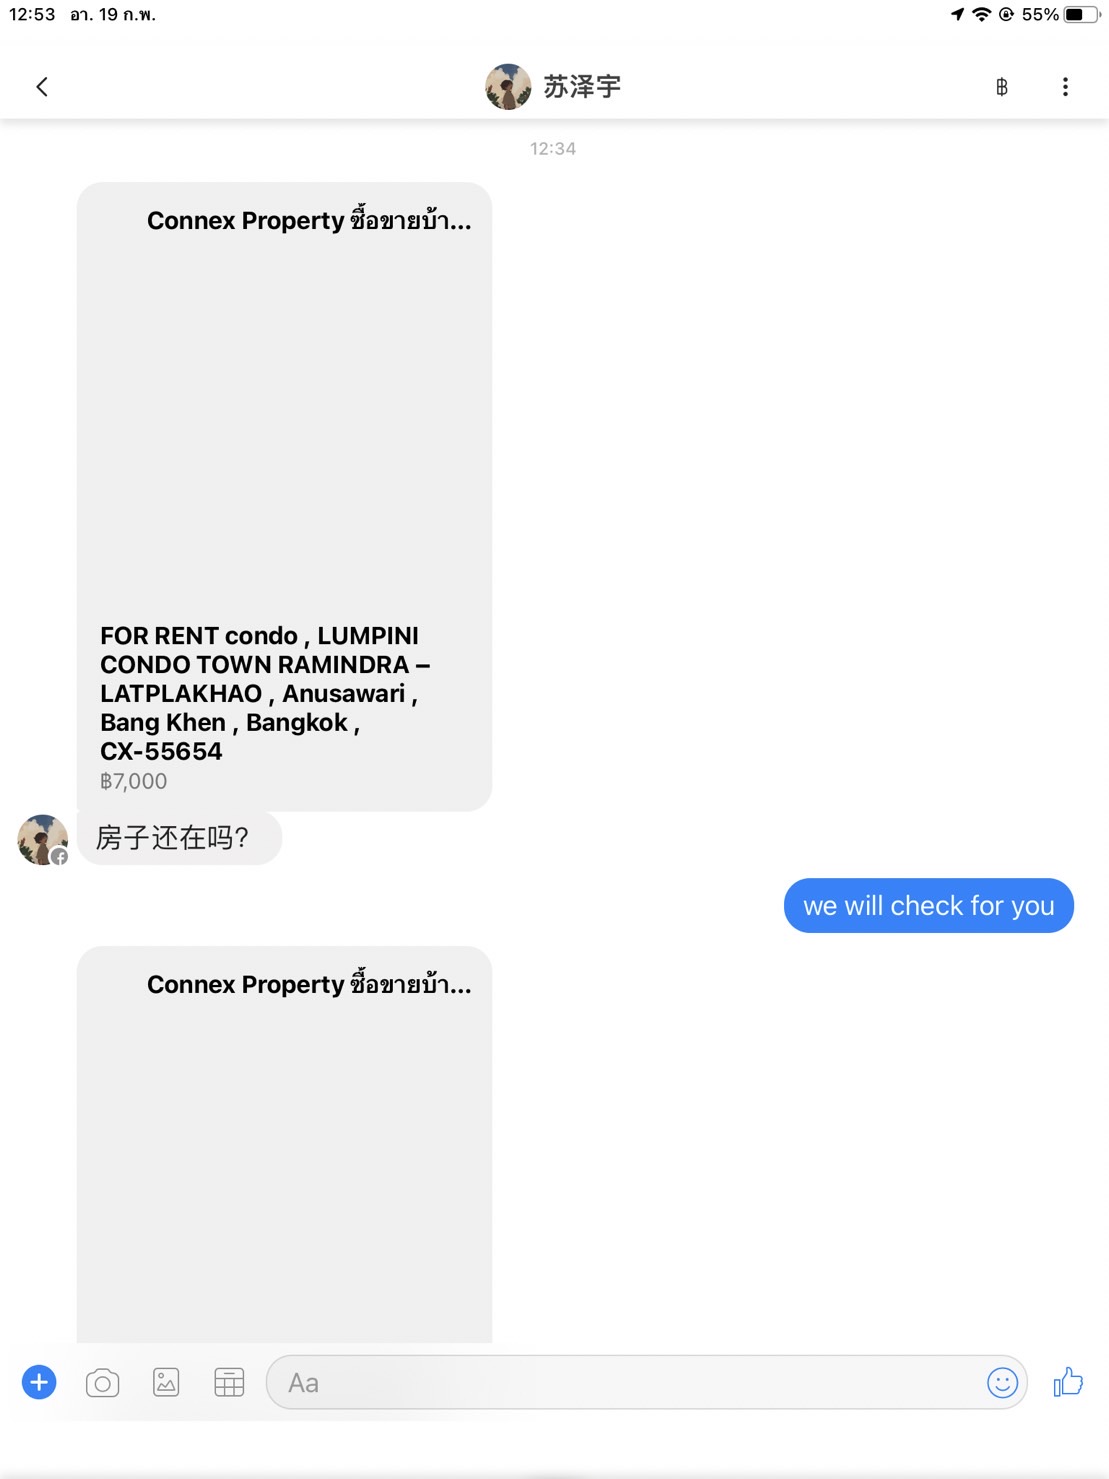 12:53 อา. 19 ก.พ.
55%
苏泽宇
฿
12:34
Connex Property ซื้อขายบ้า...
FOR RENT condo , LUMPINI
CONDO TOWN RAMINDRA –
LATPLAKHAO , Anusawari ,
Bang Khen , Bangkok ,
CX-55654
฿7,000
房子还在吗?
we will check for you
Connex Property ซื้อขายบ้า...
Aa